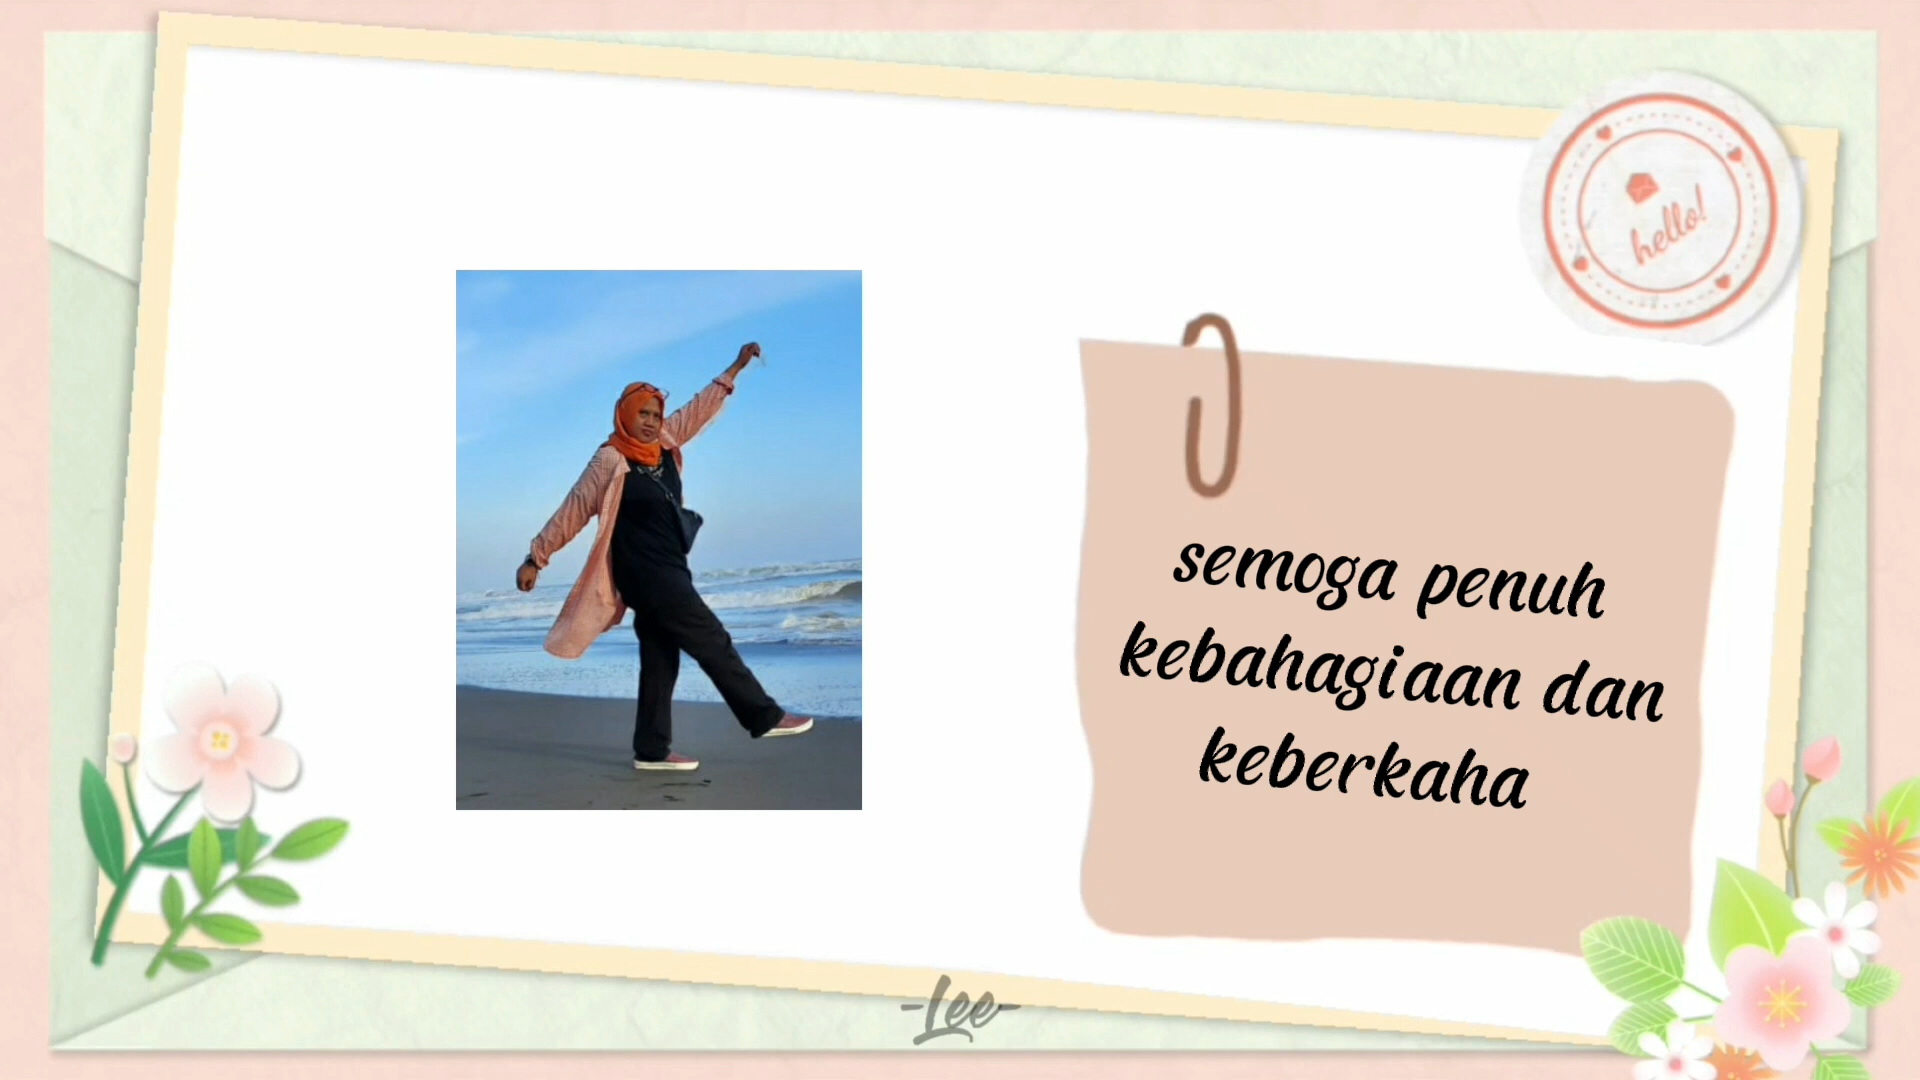 hello!
semoga penuh
kebahagiaan dan
keberkaha
-Lee-